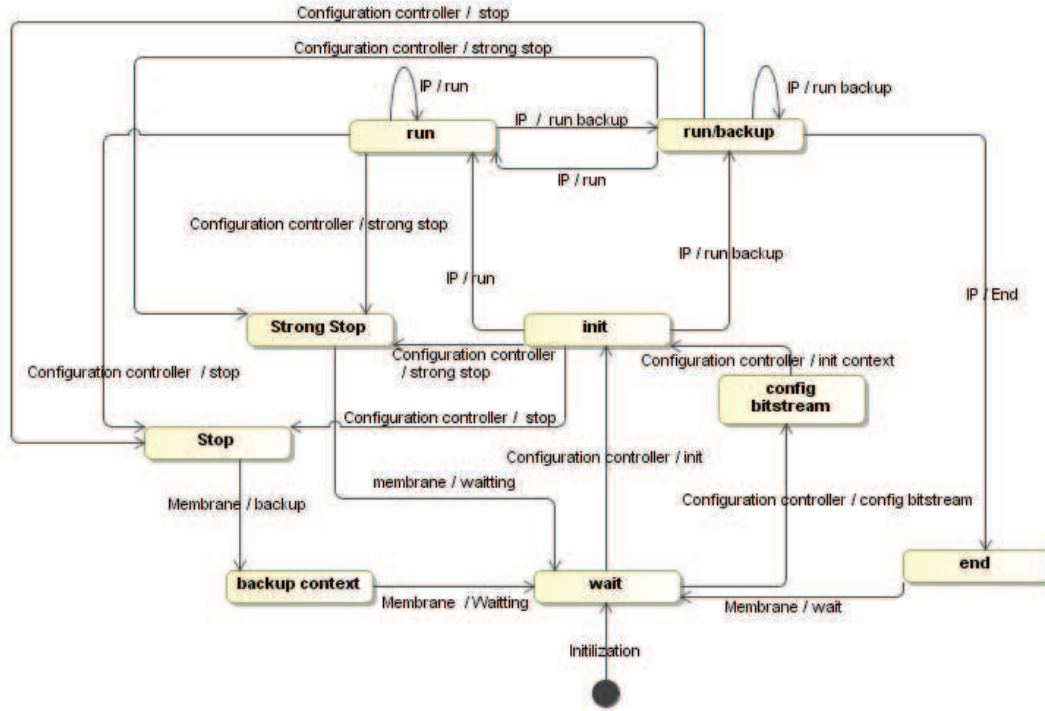 Configuration controller / stop
Configuration controller / strong stop
IP / run
IP / run backup
run
IP / run backup
run/backup
IP / run
Configuration controller / strong stop
IP / run backup
IP / run
IP / End
Strong Stop
init
Configuration controller
/ strong stop
Configuration controller / init context
Configuration controller / stop
config
bitstream
Configuration controller / stop
Stop
Configuration controller / init
membrane / waitting
Configuration controller / config bitstream
Membrane / backup
end
backup context
wait
Membrane / Waitting
Membrane / wait
Initilization